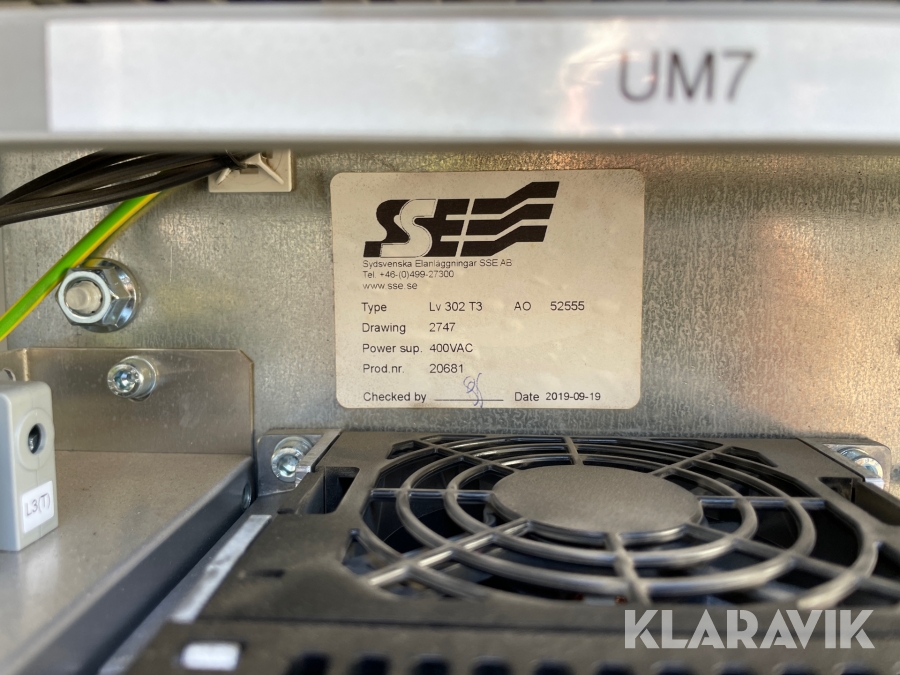 UM7
SSE
Sydsvenska Elanläggningar SSE AB
Tel. +46-(0)499-27300
www.sse.se
Type Lv 302 T3 AO 52555
Drawing 2747
Power sup. 400VAC
Prod.nr. 20681
Checked by Date 2019-09-19
L3(T)
KLARAVIK